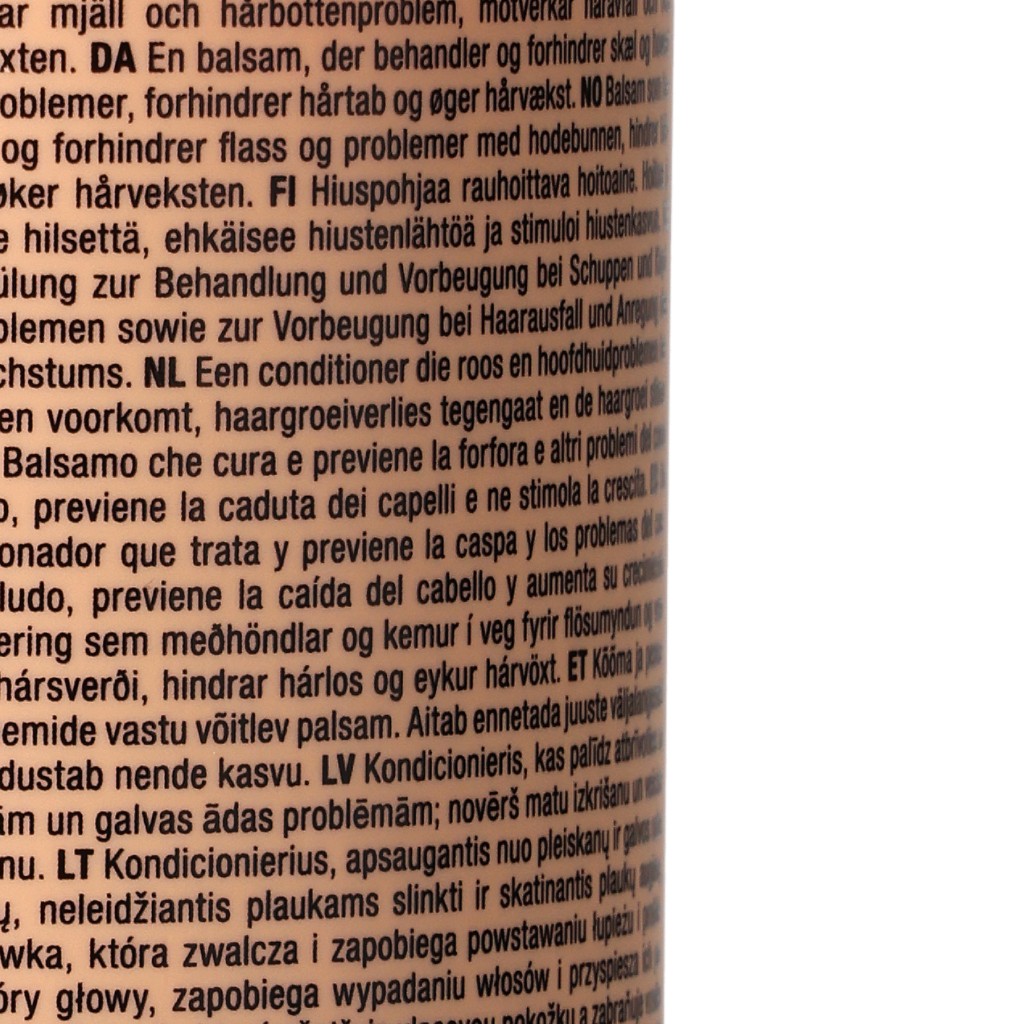 ar mjäll och hårbottenproblem, motverkar håravfall och
xten. DA En balsam, der behandler og forhindrer skæl og
oblemer, forhindrer hårtab og øger hårvækst. NO Balsam som
og forhindrer flass og problemer med hodebunnen, hindrer
øker hårveksten. FI Hiuspohjaa rauhoittava hoitoaine.
e hilsettä, ehkäisee hiustenlähtöä ja stimuloi hiustenkasvua.
ülung zur Behandlung und Vorbeugung bei Schuppen und
blemen sowie zur Vorbeugung bei Haarausfall und Anregung
chstums. NL Een conditioner die roos en hoofdhuidproblemen
en voorkomt, haargroeiverlies tegengaat en de haargroei
Balsamo che cura e previene la forfora e altri problemi del
o, previene la caduta dei capelli e ne stimola la crescita.
onador que trata y previene la caspa y los problemas del
ludo, previene la caída del cabello y aumenta su crecimiento.
ering sem meðhöndlar og kemur í veg fyrir flösumyndun og
hársverði, hindrar hárlos og eykur hárvöxt. ET Kõõma ja
emide vastu võitlev palsam. Aitab ennetada juuste väljalangemist
dustab nende kasvu. LV Kondicionieris, kas palīdz atbrīvoties
ām un galvas ādas problēmām; novērš matu izkrišanu un
nu. LT Kondicionierius, apsaugantis nuo pleiskanų ir galvos
ų, neleidžiantis plaukams slinkti ir skatinantis plaukų
wka, która zwalcza i zapobiega powstawaniu łupieżu i
óry głowy, zapobiega wypadaniu włosów i przyspiesza ich
pokožku a zabraňuje